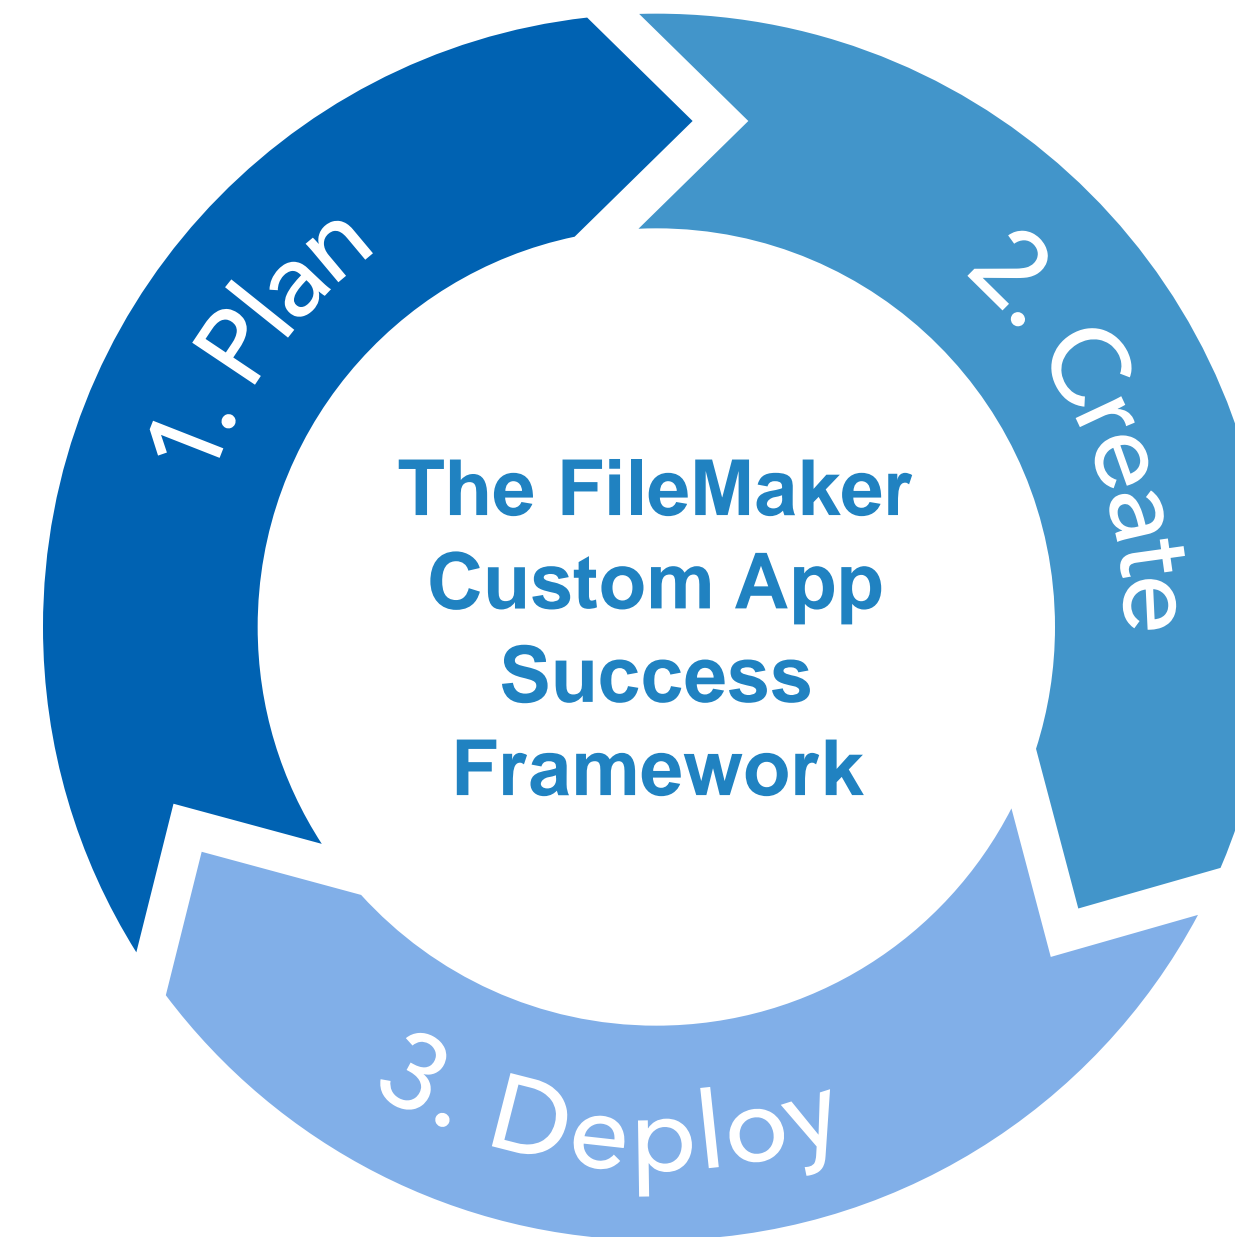 1. Plan
2. Create
The FileMaker
Custom App
Success
Framework
3. Deploy